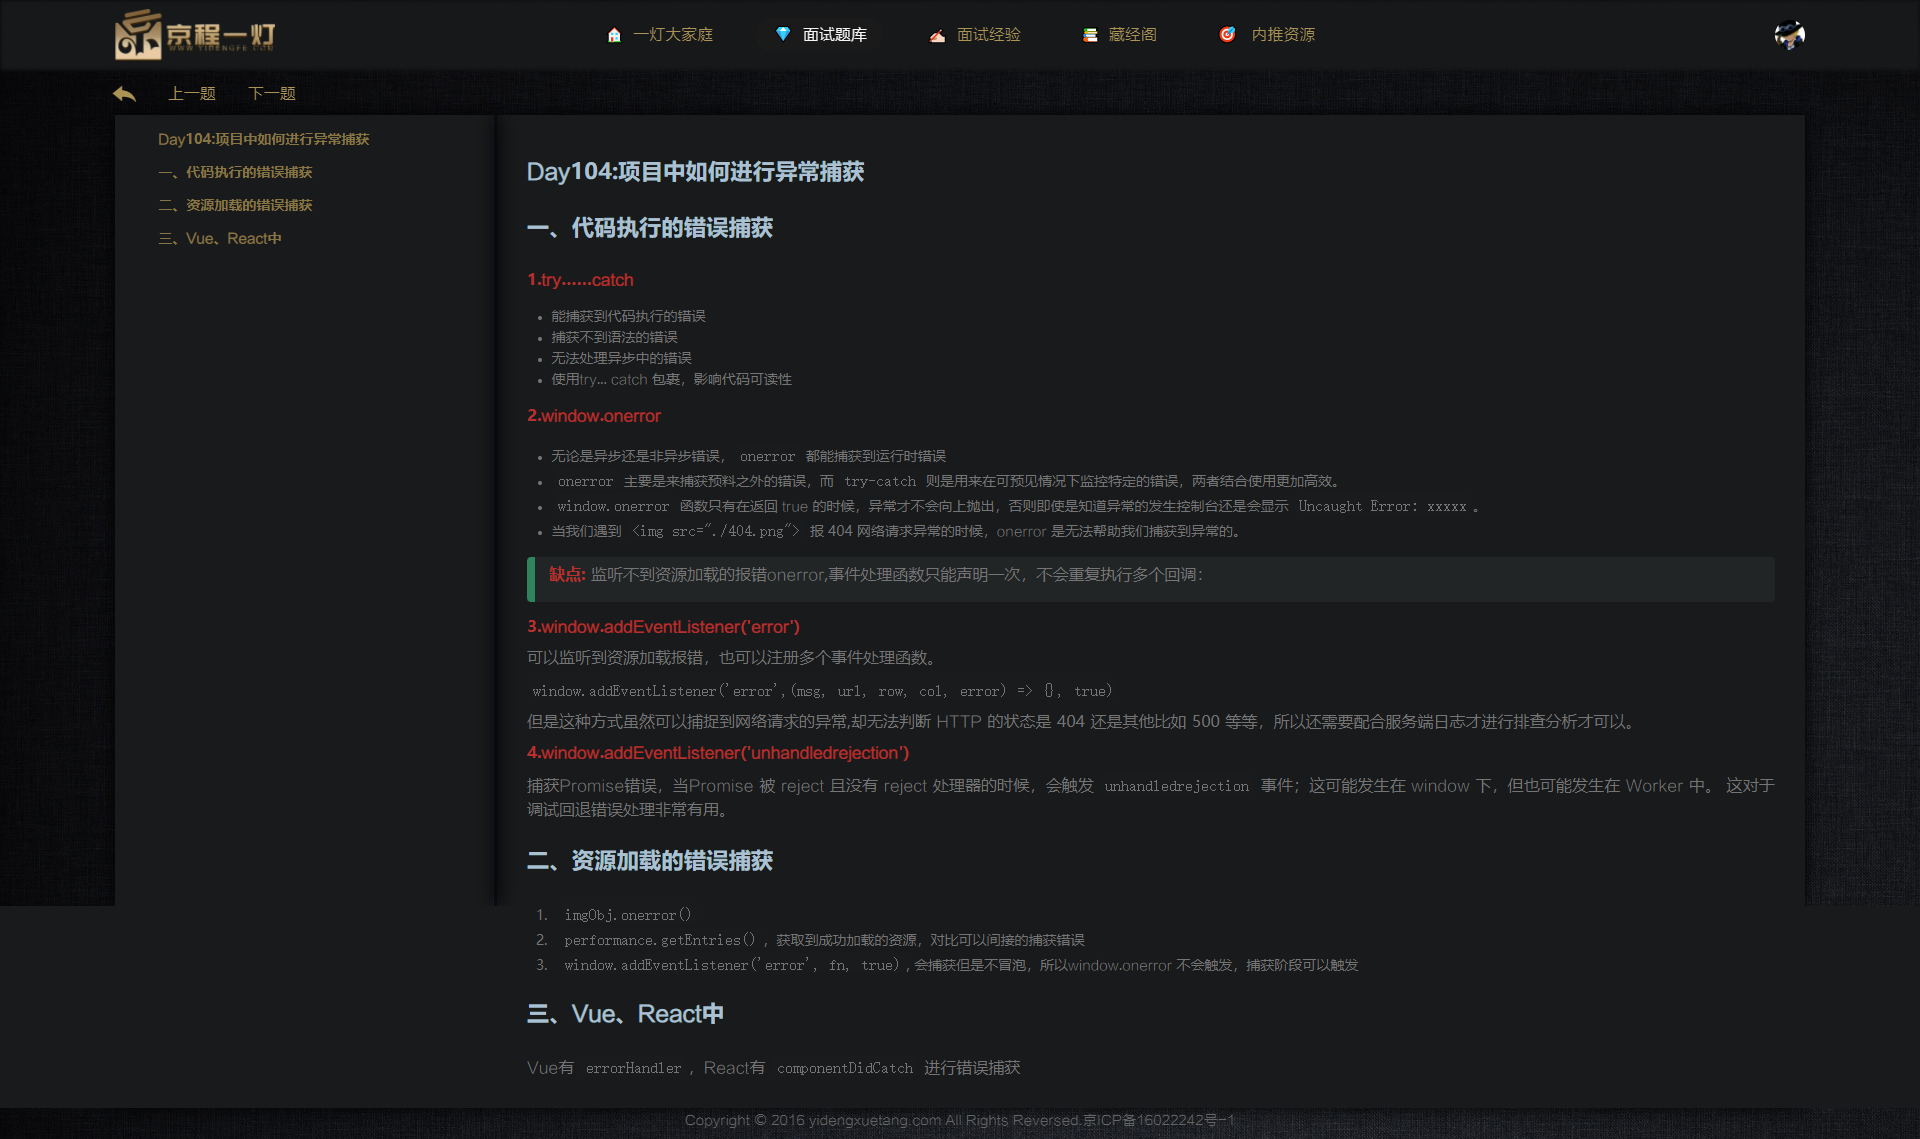 京程一灯
WWW.YIDENGFE.COM
一灯大家庭
面试题库
面试经验
藏经阁
内推资源
上一题
下一题
Day104:项目中如何进行异常捕获
一、代码执行的错误捕获
二、资源加载的错误捕获
三、Vue、React中
Day104:项目中如何进行异常捕获
一、代码执行的错误捕获
1.try……catch
• 能捕获到代码执行的错误
• 捕获不到语法的错误
• 无法处理异步中的错误
• 使用try... catch 包裹，影响代码可读性
2.window.onerror
• 无论是异步还是非异步错误， onerror 都能捕获到运行时错误
• onerror 主要是来捕获预料之外的错误，而 try-catch 则是用来在可预见情况下监控特定的错误，两者结合使用更加高效。
• window.onerror 函数只有在返回 true 的时候，异常才不会向上抛出，否则即使是知道异常的发生控制台还是会显示 Uncaught Error: xxxxx 。
• 当我们遇到 <img src="./404.png"> 报 404 网络请求异常的时候，onerror 是无法帮助我们捕获到异常的。
缺点: 监听不到资源加载的报错onerror,事件处理函数只能声明一次，不会重复执行多个回调：
3.window.addEventListener('error')
可以监听到资源加载报错，也可以注册多个事件处理函数。
window.addEventListener('error',(msg, url, row, col, error) => {}, true)
但是这种方式虽然可以捕捉到网络请求的异常,却无法判断 HTTP 的状态是 404 还是其他比如 500 等等，所以还需要配合服务端日志才进行排查分析才可以。
4.window.addEventListener('unhandledrejection')
捕获Promise错误，当Promise 被 reject 且没有 reject 处理器的时候，会触发 unhandledrejection 事件；这可能发生在 window 下，但也可能发生在 Worker 中。 这对于
调试回退错误处理非常有用。
二、资源加载的错误捕获
1. imgObj.onerror()
2. performance.getEntries() ，获取到成功加载的资源，对比可以间接的捕获错误
3. window.addEventListener('error', fn, true) , 会捕获但是不冒泡，所以window.onerror 不会触发，捕获阶段可以触发
三、Vue、React中
Vue有 errorHandler ，React有 componentDidCatch 进行错误捕获
Copyright © 2016 yidengxuetang.com All Rights Reversed.京ICP备16022242号-1